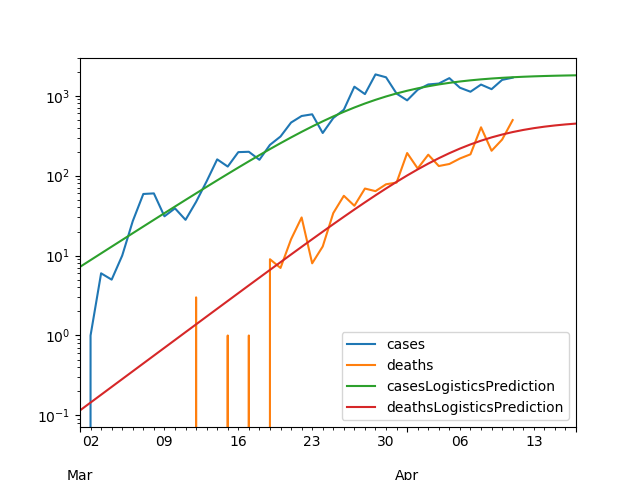 10³
10²
10¹
10⁰
10⁻¹
cases
deaths
casesLogisticsPrediction
deathsLogisticsPrediction
02 09 16 23 30 06 13
Mar Apr